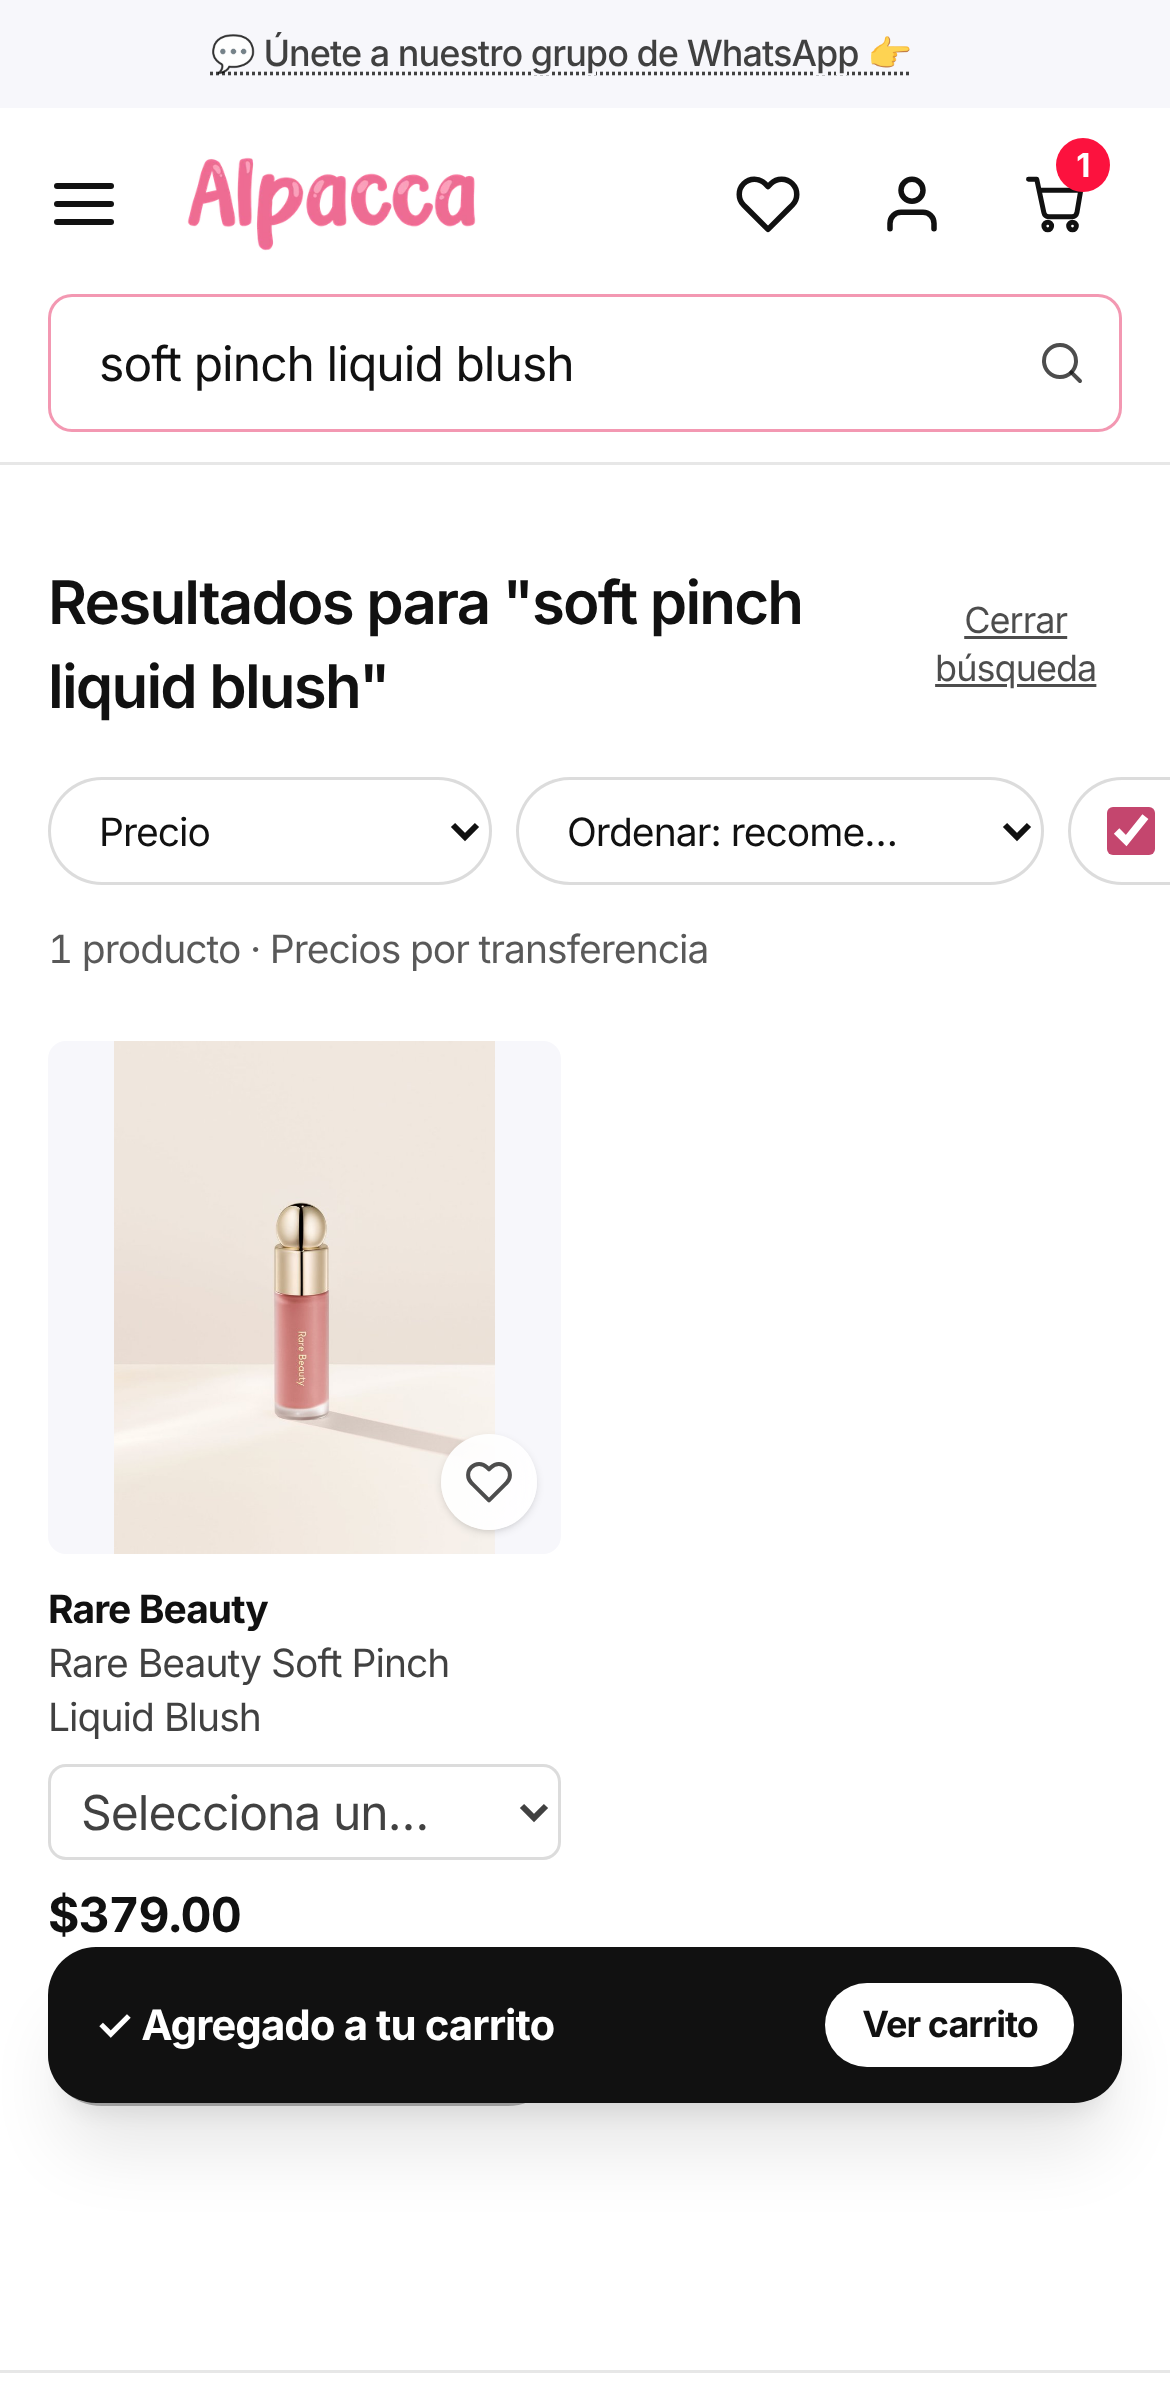 💬 Únete a nuestro grupo de WhatsApp 👉
Alpacca
1
soft pinch liquid blush
Resultados para "soft pinch
liquid blush"
Cerrar
búsqueda
Precio
Ordenar: recome...
1 producto · Precios por transferencia
Rare Beauty
Rare Beauty
Rare Beauty Soft Pinch
Liquid Blush
Selecciona un...
$379.00
✓ Agregado a tu carrito
Ver carrito